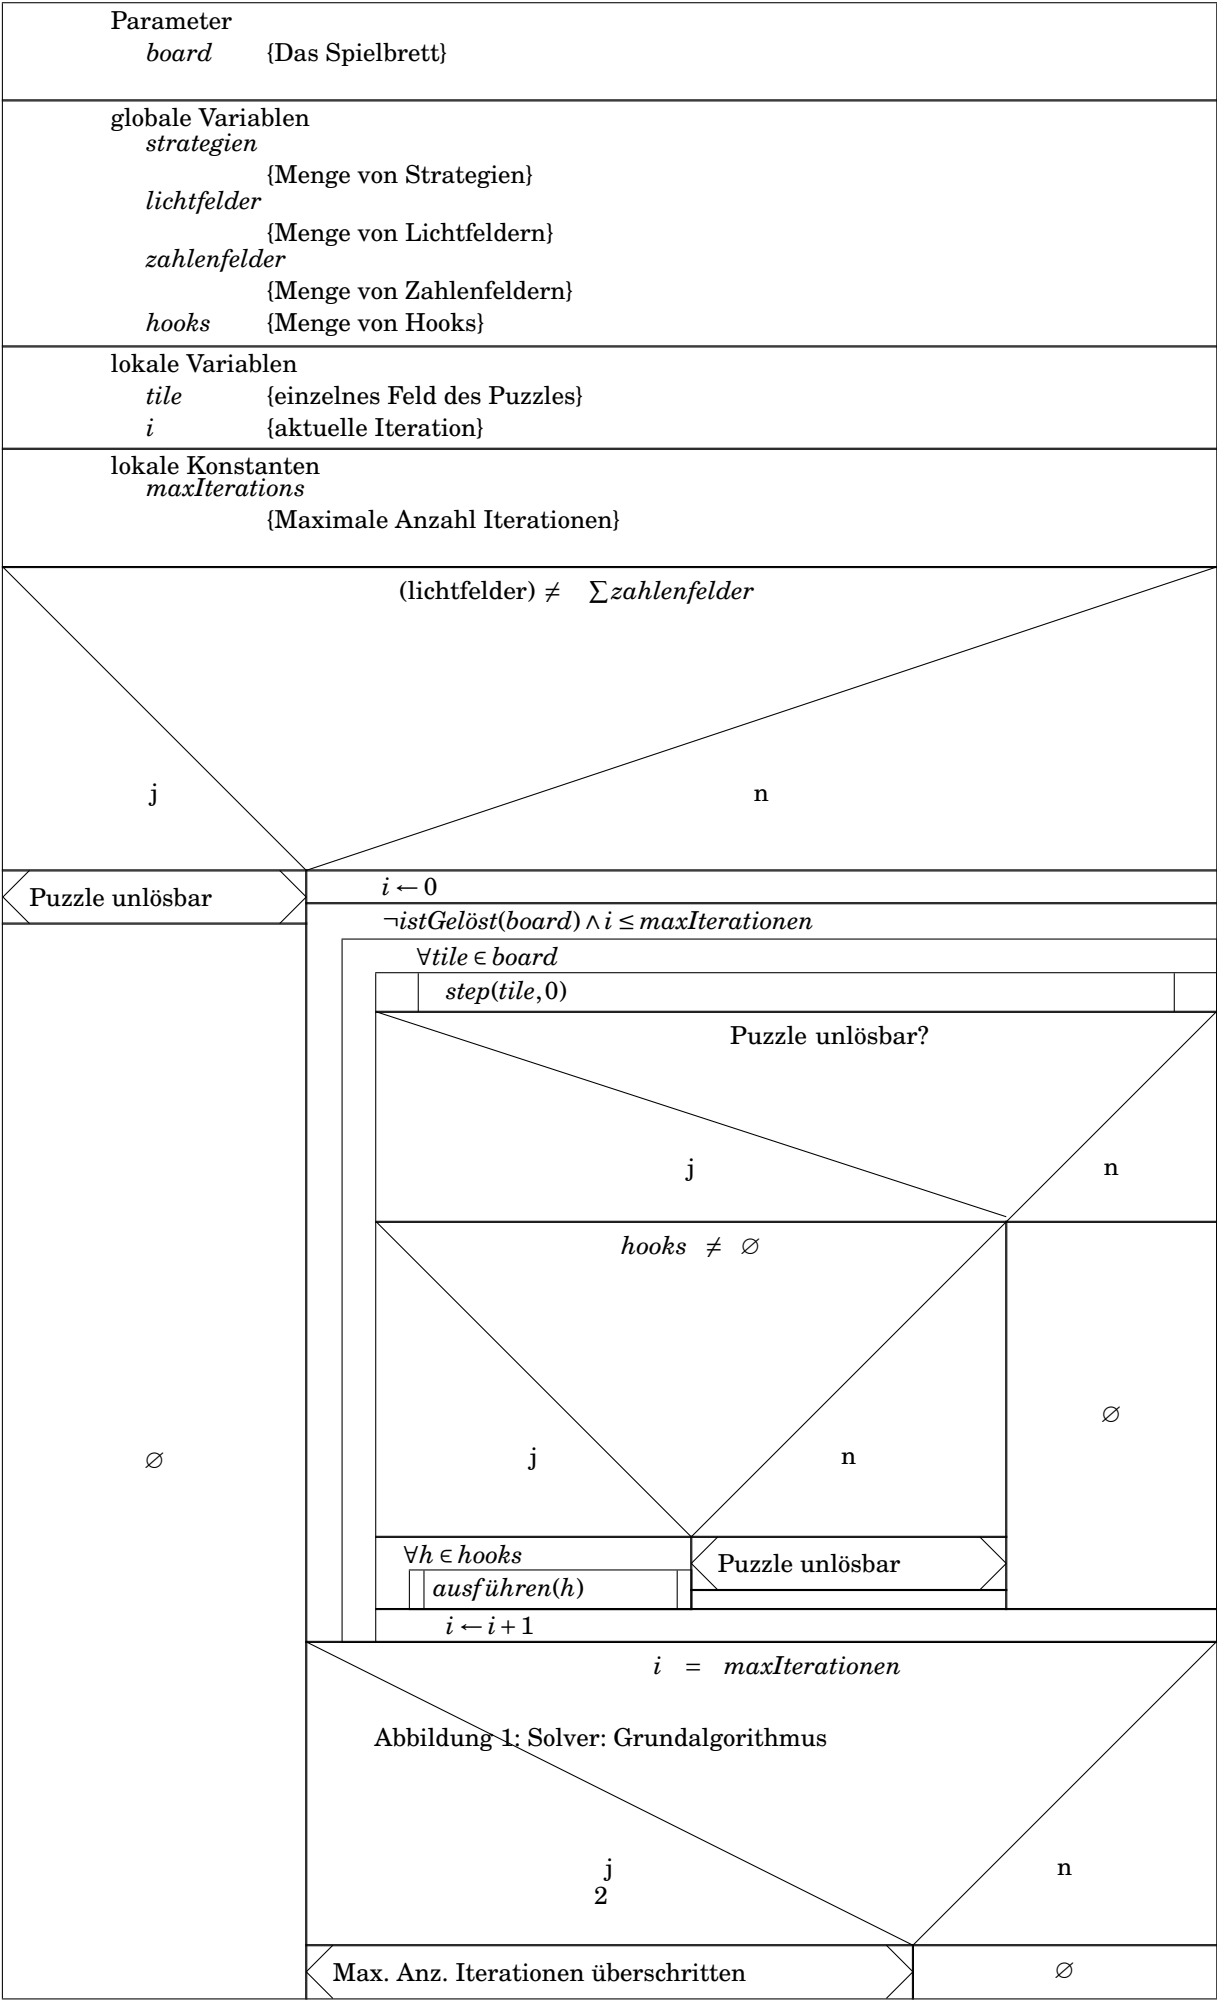 Parameter
board {Das Spielbrett}
globale Variablen
strategien
{Menge von Strategien}
lichtfelder
{Menge von Lichtfeldern}
zahlenfelder
{Menge von Zahlenfeldern}
hooks {Menge von Hooks}
lokale Variablen
tile {einzelnes Feld des Puzzles}
i {aktuelle Iteration}
lokale Konstanten
maxIterations
{Maximale Anzahl Iterationen}
(lichtfelder) ≠ ∑zahlenfelder
j n
Puzzle unlösbar
i ← 0
¬istGelöst(board) ∧ i ≤ maxIterationen
∀tile ∈ board
step(tile,0)
Puzzle unlösbar?
j n
hooks ≠ ∅
∅
j n
∅
∀h ∈ hooks
Puzzle unlösbar
ausführen(h)
i ← i + 1
i = maxIterationen
Abbildung 1: Solver: Grundalgorithmus
j n
2
Max. Anz. Iterationen überschritten ∅